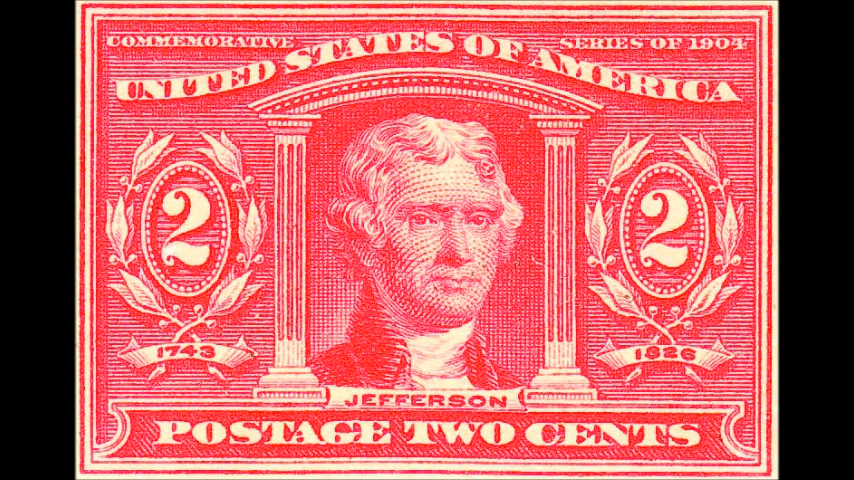 COMMEMORATIVE SERIES OF 1904
UNITED STATES OF AMERICA
2 2
1743 1826
JEFFERSON
POSTAGE TWO CENTS